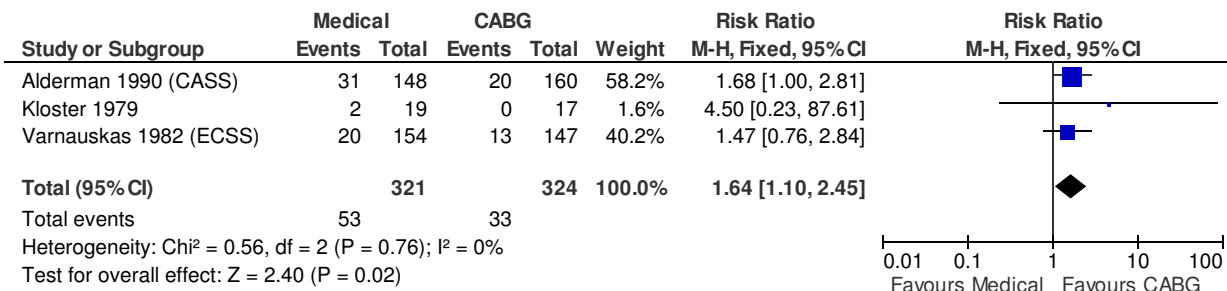 Medical CABG Risk Ratio Risk Ratio
Study or Subgroup Events Total Events Total Weight M-H, Fixed, 95% CI M-H, Fixed, 95% CI
Alderman 1990 (CASS) 31 148 20 160 58.2% 1.68 [1.00, 2.81]
Kloster 1979 2 19 0 17 1.6% 4.50 [0.23, 87.61]
Varnauskas 1982 (ECSS) 20 154 13 147 40.2% 1.47 [0.76, 2.84]
Total (95% CI) 321 324 100.0% 1.64 [1.10, 2.45]
Total events 53 33
Heterogeneity: Chi² = 0.56, df = 2 (P = 0.76); I² = 0%
Test for overall effect: Z = 2.40 (P = 0.02)
0.01 0.1 1 10 100
Favours Medical Favours CABG